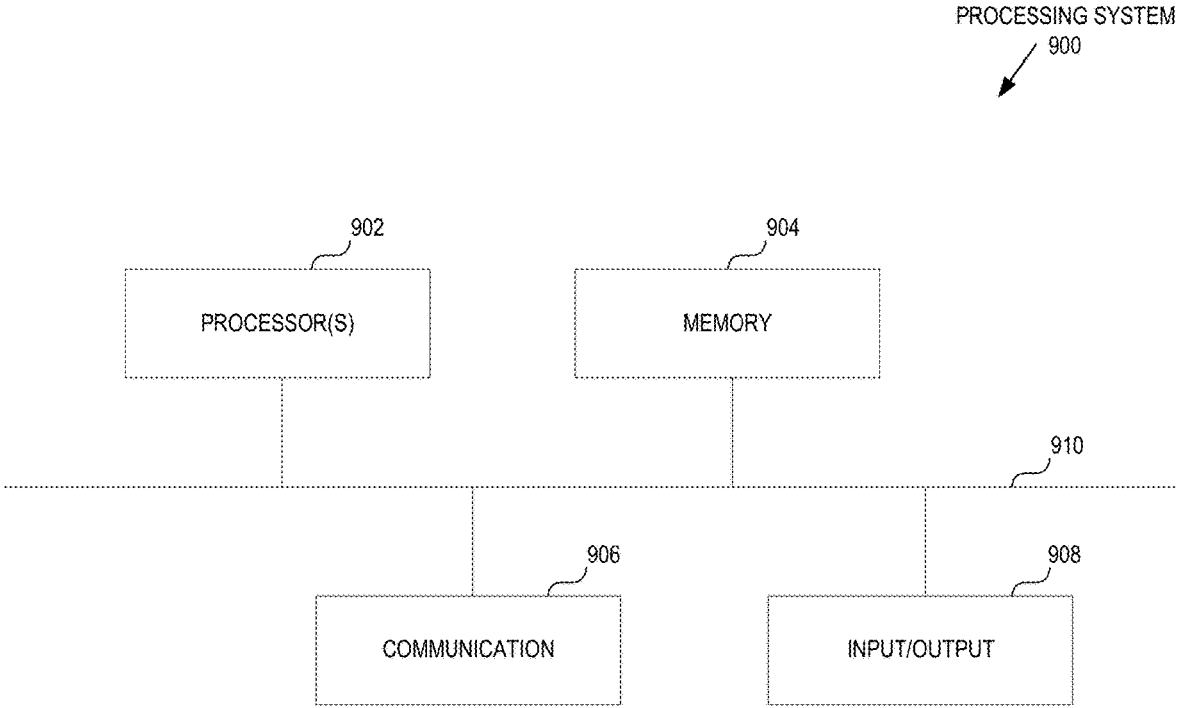 PROCESSING SYSTEM
900
902
904
PROCESSOR(S)
MEMORY
910
906
908
COMMUNICATION
INPUT/OUTPUT